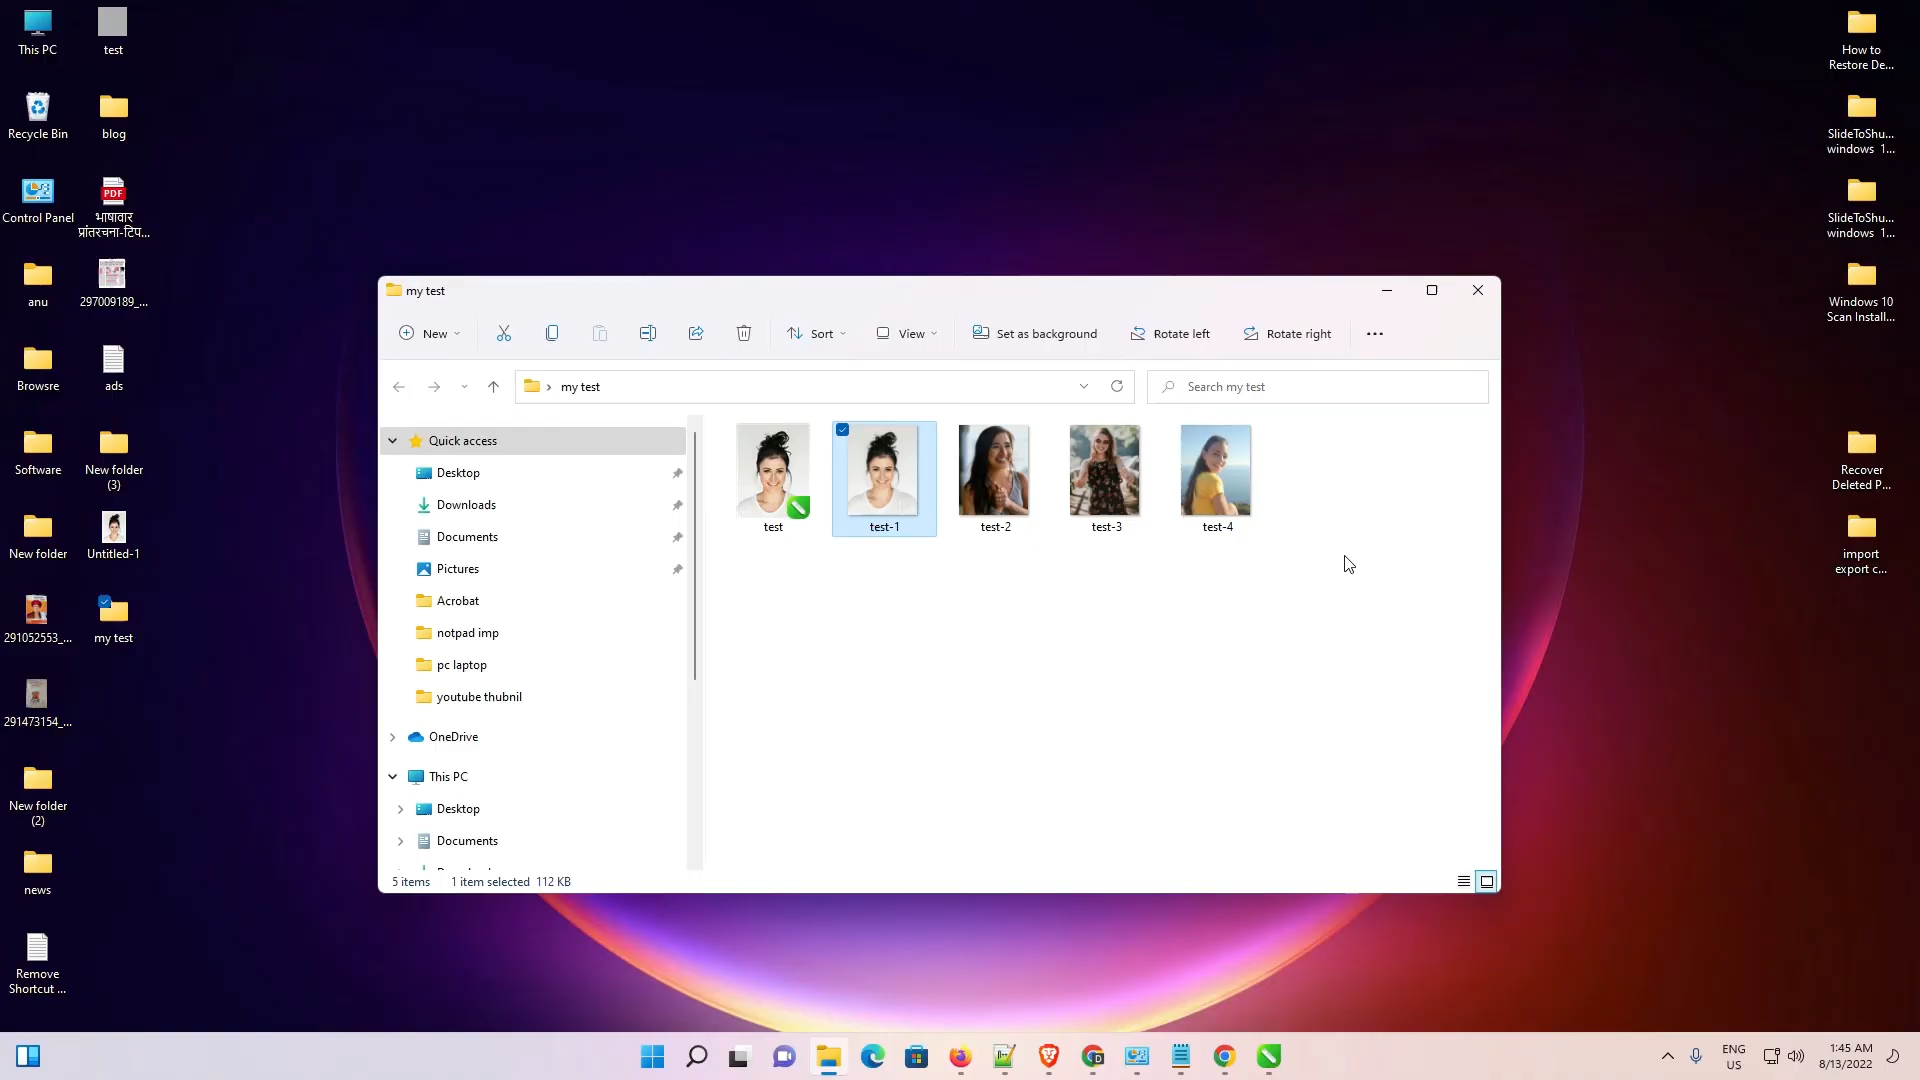 This PC
test
Recycle Bin
blog
Control Panel
PDF
भाषावार
प्रांतरचना-टिप...
anu
297009189_...
Browsre
ads
Software
New folder
(3)
New folder
Untitled-1
291052553_...
my test
291473154_...
New folder
(2)
news
Remove
Shortcut ...
my test
New
Sort
View
Set as background
Rotate left
Rotate right
my test
Search my test
Quick access
Desktop
Downloads
Documents
Pictures
Acrobat
notpad imp
pc laptop
youtube thubnil
OneDrive
This PC
Desktop
Documents
test
test-1
test-2
test-3
test-4
5 items
1 item selected 112 KB
How to
Restore De...
SlideToShu...
windows 1...
SlideToShu...
windows 1...
Windows 10
Scan Install...
Recover
Deleted P...
import
export c...
ENG
US
1:45 AM
8/13/2022